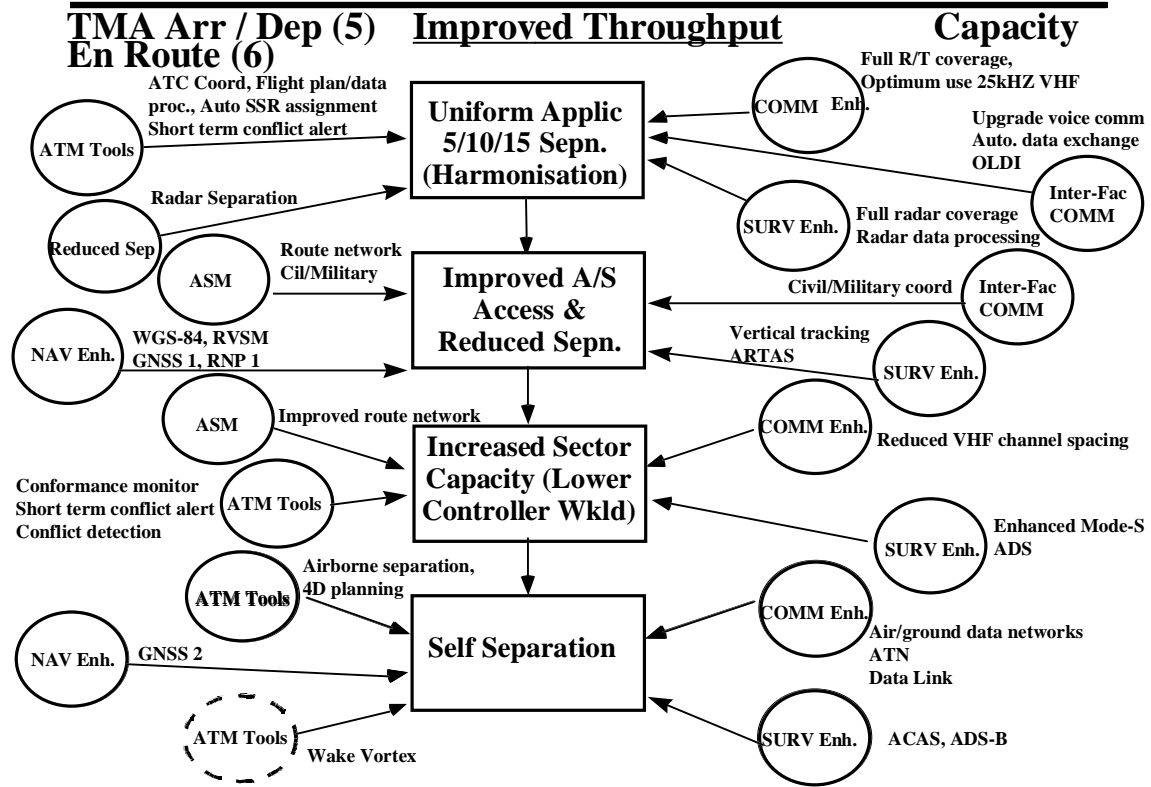 TMA Arr / Dep (5)
Improved Throughput
Capacity
En Route (6)
ATC Coord, Flight plan/data
proc., Auto SSR assignment
Short term conflict alert
ATM Tools
Uniform Applic
5/10/15 Sepn.
(Harmonisation)
Full R/T coverage,
Optimum use 25kHZ VHF
COMM Enh.
Upgrade voice comm
Auto. data exchange
OLDI
Inter-Fac
COMM
Radar Separation
Reduced Sep
SURV Enh.
Full radar coverage
Radar data processing
ASM
Route network
Cil/Military
Improved A/S
Access &
Reduced Sepn.
Civil/Military coord
Inter-Fac
COMM
NAV Enh.
WGS-84, RVSM
GNSS 1, RNP 1
Vertical tracking
ARTAS
SURV Enh.
ASM
Improved route network
Increased Sector
Capacity (Lower
Controller Wkld)
COMM Enh.
Reduced VHF channel spacing
Conformance monitor
Short term conflict alert
Conflict detection
ATM Tools
SURV Enh.
Enhanced Mode-S
ADS
ATM Tools
Airborne separation,
4D planning
Self Separation
COMM Enh.
Air/ground data networks
ATN
Data Link
NAV Enh.
GNSS 2
ATM Tools
Wake Vortex
SURV Enh.
ACAS, ADS-B